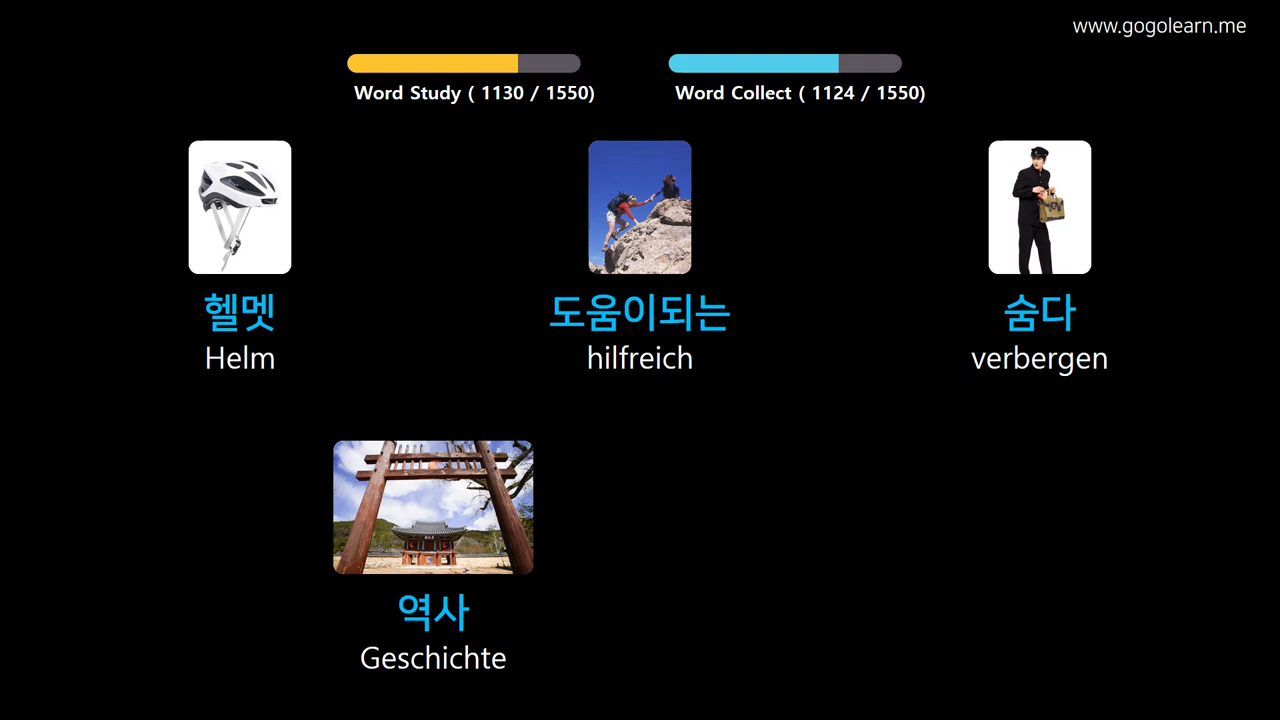 www.gogolearn.me
Word Study ( 1130 / 1550)
Word Collect ( 1124 / 1550)
헬멧
Helm
도움이되는
hilfreich
숨다
verbergen
역사
Geschichte